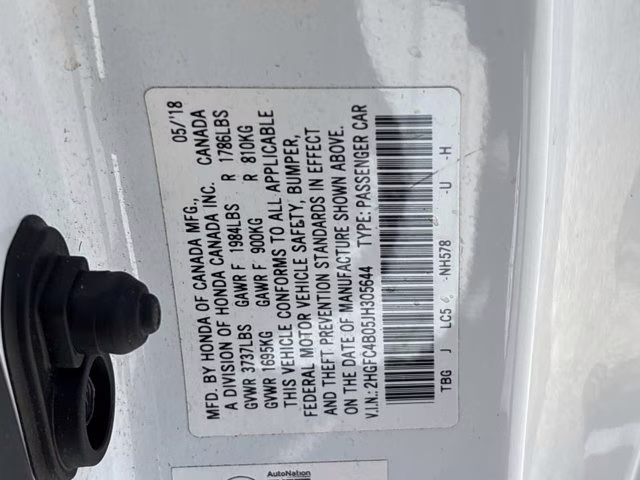 MFD. BY HONDA OF CANADA MFG., 05/'18
A DIVISION OF HONDA CANADA INC. CANADA
GVWR 3737LBS GAWR F 1984LBS R 1786LBS
GVWR 1695KG GAWR F 900KG R 810KG
THIS VEHICLE CONFORMS TO ALL APPLICABLE
FEDERAL MOTOR VEHICLE SAFETY, BUMPER,
AND THEFT PREVENTION STANDARDS IN EFFECT
ON THE DATE OF MANUFACTURE SHOWN ABOVE.
V.I.N.: 2HGFC4B05JH305644 TYPE: PASSENGER CAR
TBG J LC5 -NH578 -U -H
AutoNation